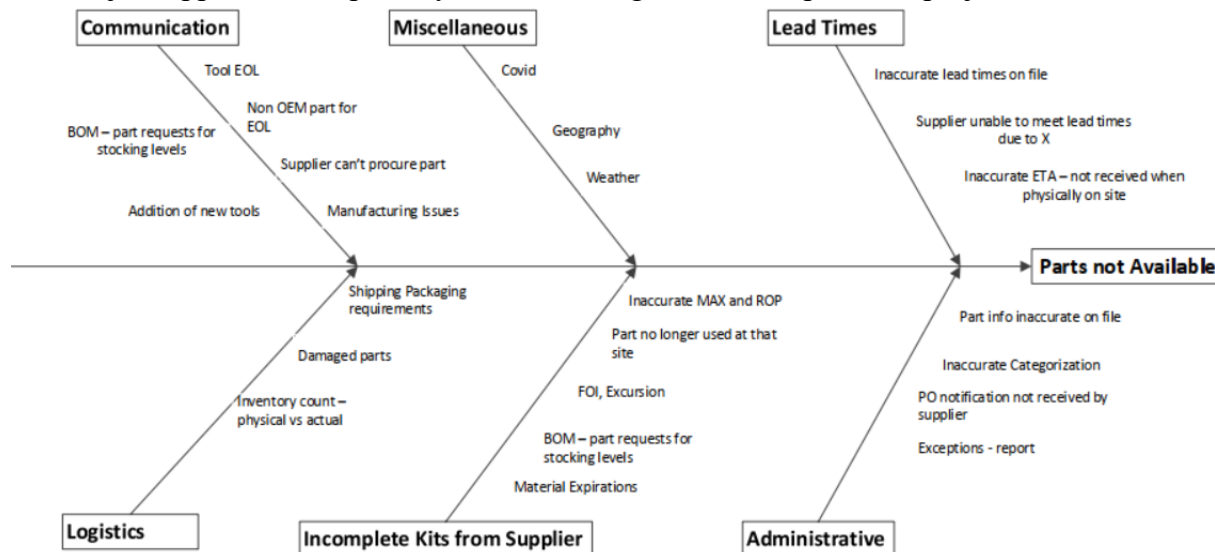 Communication
Miscellaneous
Lead Times
Tool EOL
Non OEM part for
EOL
BOM – part requests for
stocking levels
Supplier can't procure part
Addition of new tools
Manufacturing Issues
Covid
Geography
Weather
Inaccurate lead times on file
Supplier unable to meet lead times
due to X
Inaccurate ETA – not received when
physically on site
Parts not Available
Shipping Packaging
requirements
Damaged parts
Inventory count –
physical vs actual
Inaccurate MAX and ROP
Part no longer used at that
site
FOI, Excursion
BOM – part requests for
stocking levels
Material Expirations
Part info inaccurate on file
Inaccurate Categorization
PO notification not received by
supplier
Exceptions - report
Logistics
Incomplete Kits from Supplier
Administrative